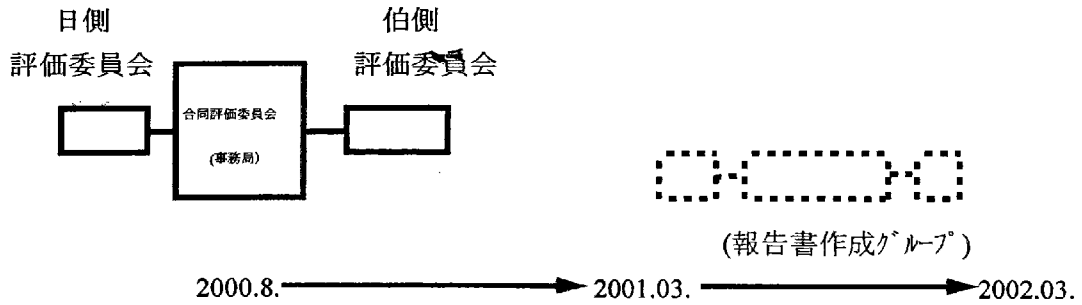 日側
評価委員会
伯側
評価委員会
合同評価委員会
(事務局)
(報告書作成ｸﾞﾙｰﾌﾟ)
2000.8. 2001.03. 2002.03.